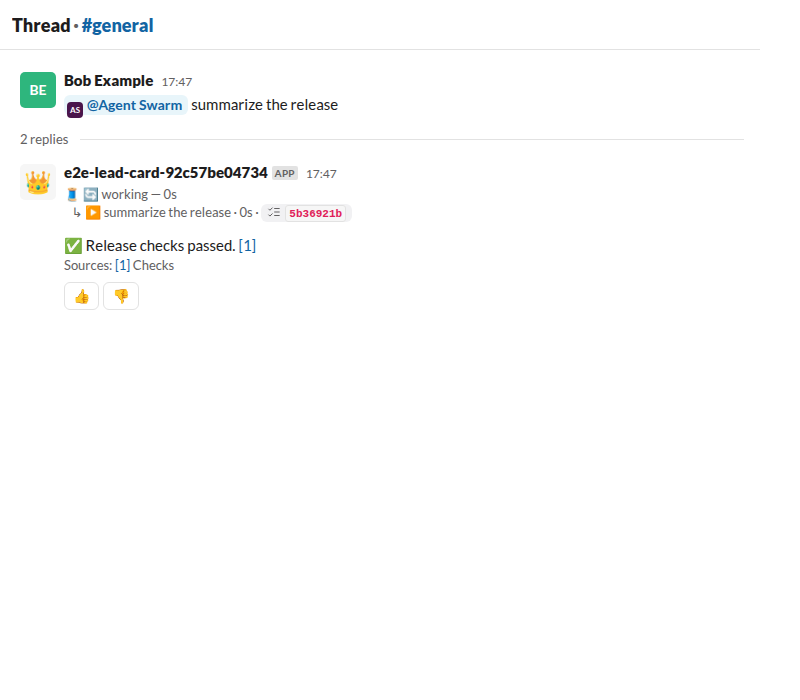 Thread • #general
BE
Bob Example 17:47
AS @Agent Swarm summarize the release
2 replies
e2e-lead-card-92c57be04734 APP 17:47
🧵 🔄 working — 0s
↳ ▶️ summarize the release · 0s · 5b36921b
✅ Release checks passed. [1]
Sources: [1] Checks
👍 👎